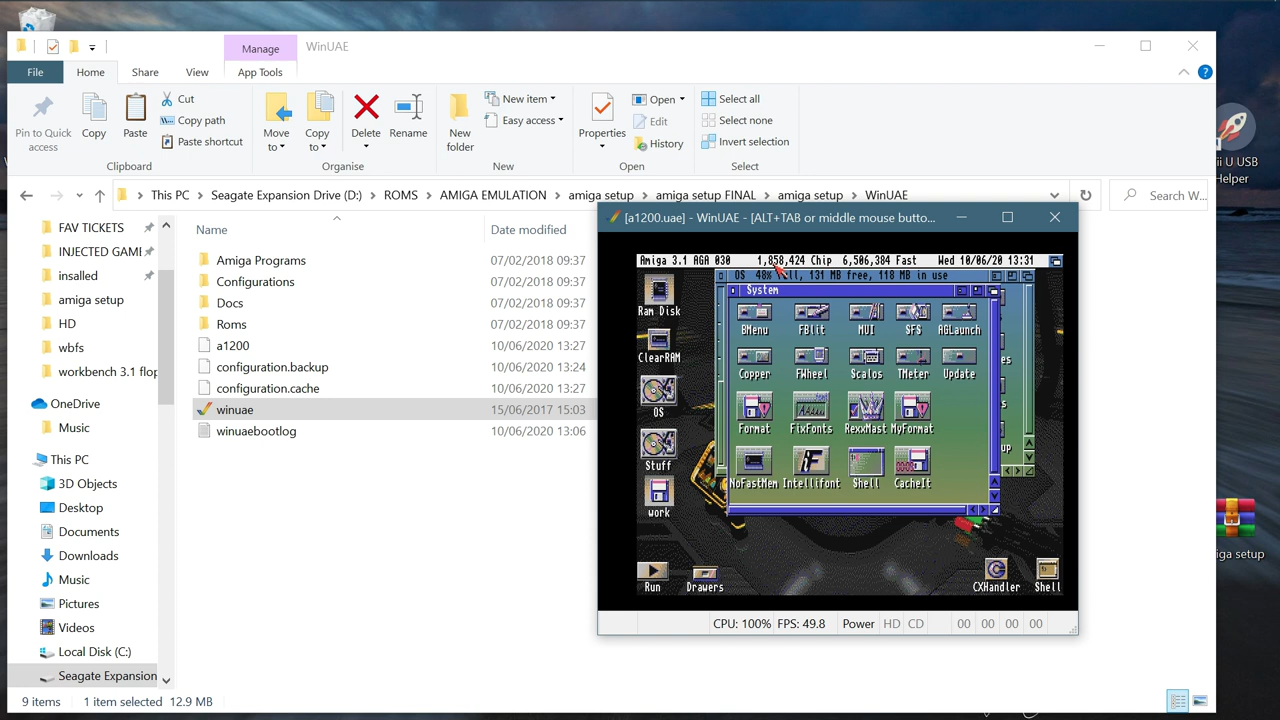 Manage
WinUAE
File
Home
Share
View
App Tools
Pin to Quick access
Copy
Paste
Cut
Copy path
Paste shortcut
Clipboard
Move to
Copy to
Delete
Rename
Organise
New folder
New item
Easy access
New
Properties
Open
Edit
History
Open
Select all
Select none
Invert selection
Select
This PC > Seagate Expansion Drive (D:) > ROMS > AMIGA EMULATION > amiga setup > amiga setup FINAL > amiga setup > WinUAE
Search W...
FAV TICKETS
INJECTED GAM
insalled
amiga setup
HD
wbfs
workbench 3.1 flop
OneDrive
Music
This PC
3D Objects
Desktop
Documents
Downloads
Music
Pictures
Videos
Local Disk (C:)
Seagate Expansion
Name
Date modified
Amiga Programs 07/02/2018 09:37
Configurations 07/02/2018 09:37
Docs 07/02/2018 09:37
Roms 07/02/2018 09:37
a1200 10/06/2020 13:27
configuration.backup 10/06/2020 13:24
configuration.cache 10/06/2020 13:27
winuae 15/06/2017 15:03
winuaebootlog 10/06/2020 13:06
[a1200.uae] - WinUAE - [ALT+TAB or middle mouse butto...
Amiga 3.1 AGA 030 1,858,424 Chip 6,506,384 Fast Wed 10/06/20 13:31
OS 48% full, 131 MB free, 118 MB in use
System
Ram Disk
ClearRAM
OS
Stuff
work
Run
Drawers
BMenu FBlit MUI SFS AGLaunch
Copper FWheel Scalos TMeter Update
Format FixFonts RexxMast MyFormat
NoFastMem Intellifont Shell CacheIt
CXHandler
Shell
CPU: 100% FPS: 49.8 Power HD CD 00 00 00 00
ii U USB
Helper
iga setup
9 items 1 item selected 12.9 MB